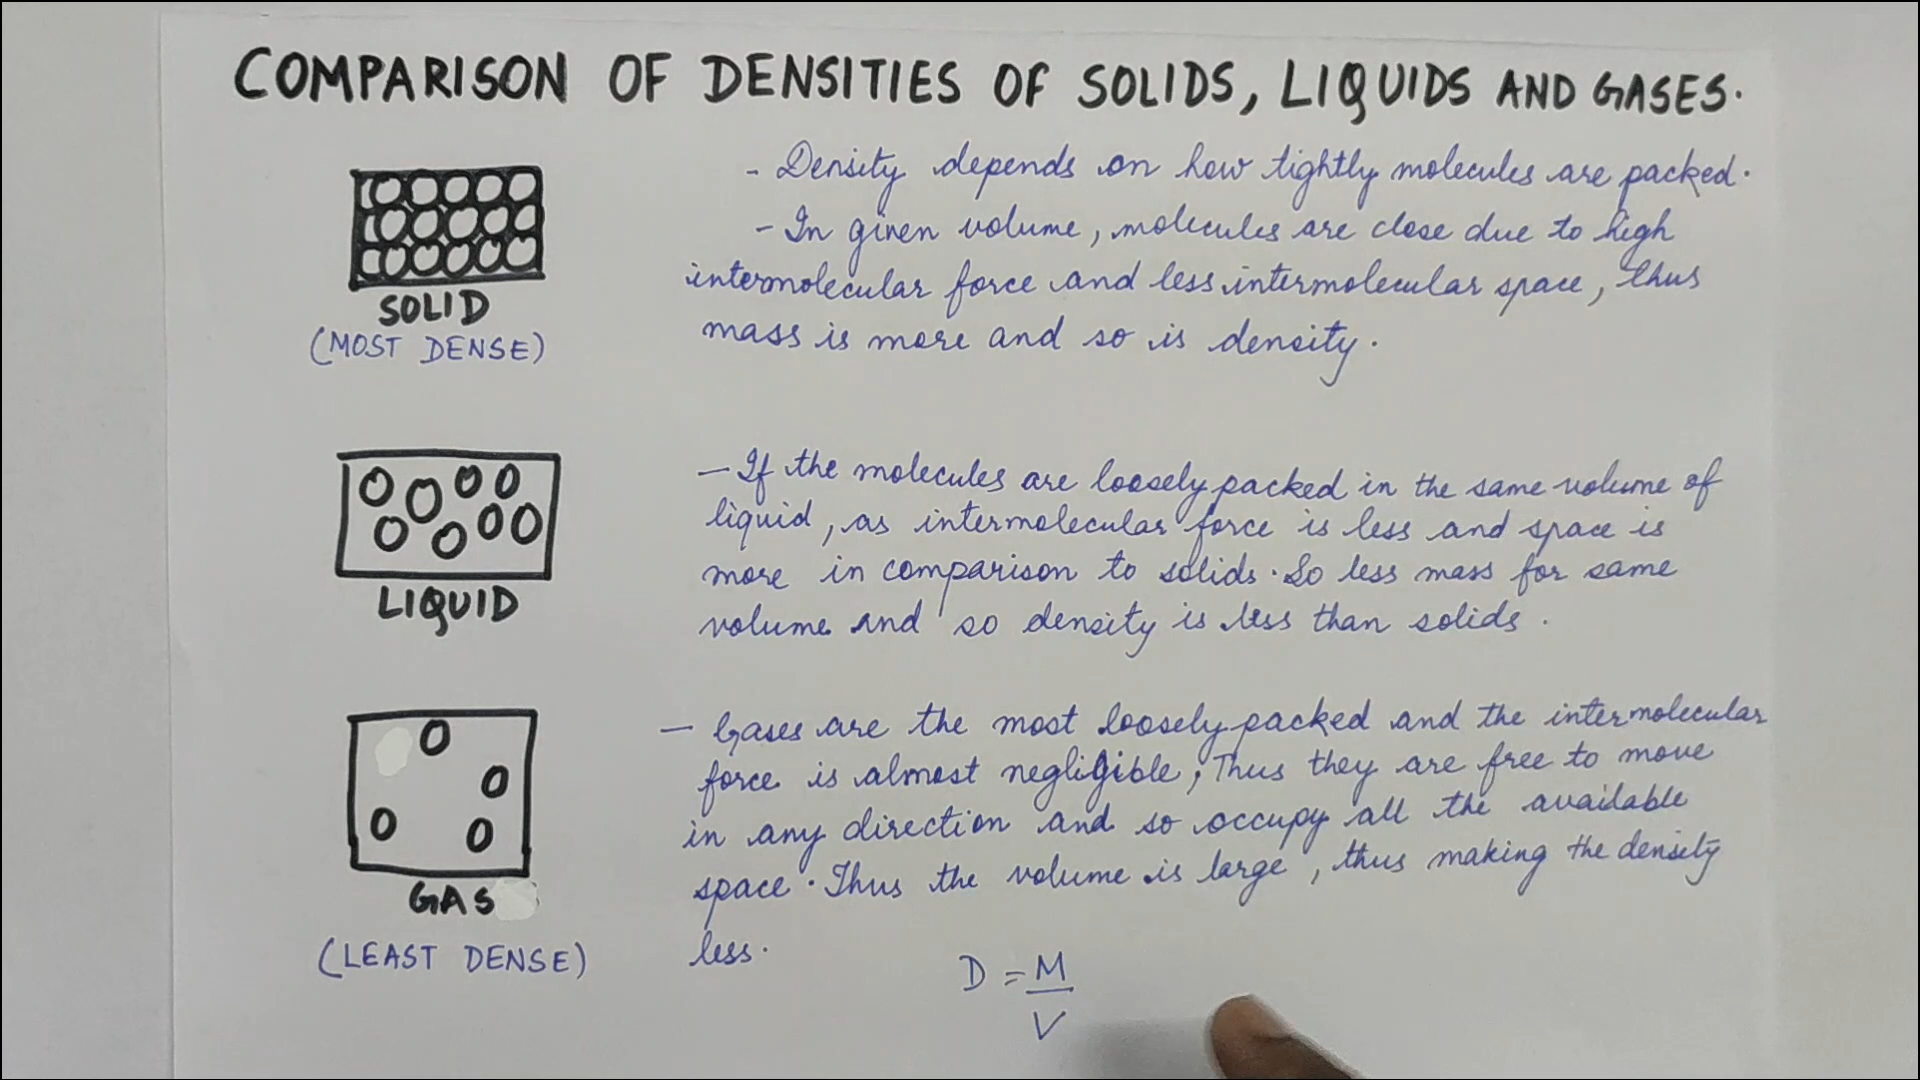 COMPARISON OF DENSITIES OF SOLIDS, LIQUIDS AND GASES.
SOLID
(MOST DENSE)
- Density depends on how tightly molecules are packed.
- In given volume, molecules are close due to high
intermolecular force and less intermolecular space, thus
mass is more and so is density.
LIQUID
- If the molecules are loosely packed in the same volume of
liquid, as intermolecular force is less and space is
more in comparison to solids. So less mass for same
volume and so density is less than solids.
GAS
(LEAST DENSE)
- Gases are the most loosely packed and the intermolecular
force is almost negligible, Thus they are free to move
in any direction and so occupy all the available
space. Thus the volume is large, thus making the density
less.
D = M
V